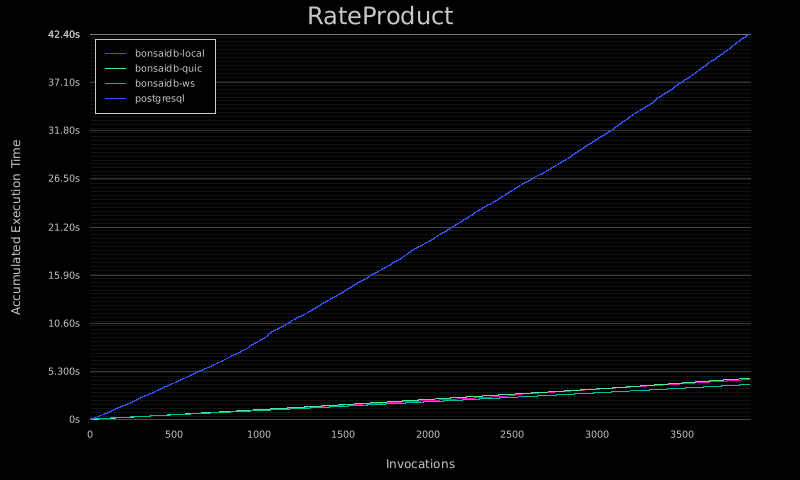 RateProduct
42.40s
bonsaidb-local
bonsaidb-quic
bonsaidb-ws
postgresql
37.10s
31.80s
26.50s
21.20s
15.90s
10.60s
5.300s
0s
Accumulated Execution Time
0 500 1000 1500 2000 2500 3000 3500
Invocations